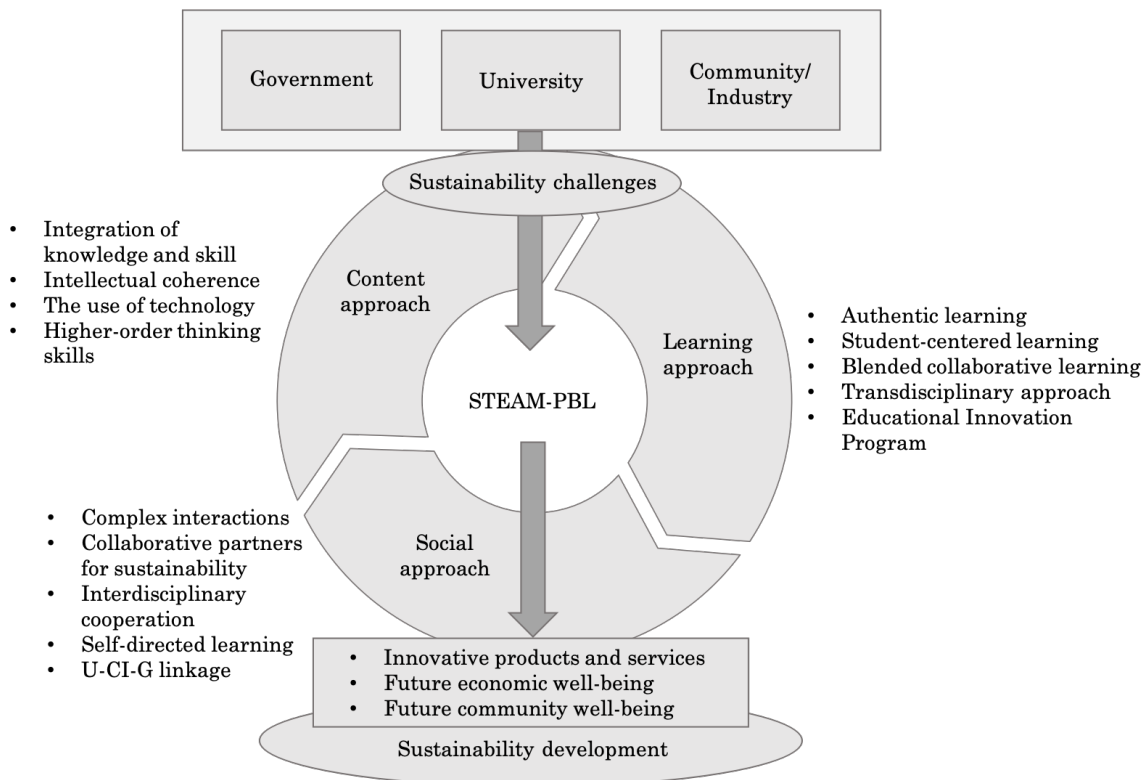 Government
University
Community/
Industry
Sustainability challenges
• Integration of
knowledge and skill
• Intellectual coherence
• The use of technology
• Higher-order thinking
skills
Content
approach
Learning
approach
• Authentic learning
• Student-centered learning
• Blended collaborative learning
• Transdisciplinary approach
• Educational Innovation
Program
STEAM-PBL
• Complex interactions
• Collaborative partners
for sustainability
• Interdisciplinary
cooperation
• Self-directed learning
• U-CI-G linkage
Social
approach
• Innovative products and services
• Future economic well-being
• Future community well-being
Sustainability development